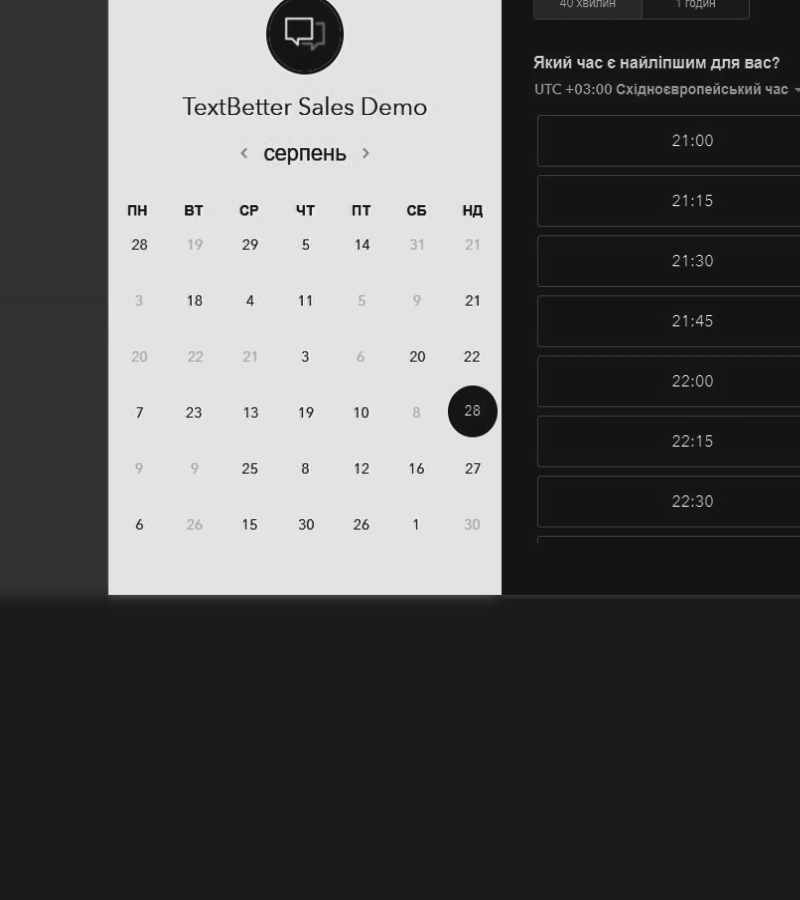 TextBetter Sales Demo
< серпень >
ПН ВТ СР ЧТ ПТ СБ НД
28 19 29 5 14 31 21
3 18 4 11 5 9 21
20 22 21 3 6 20 22
7 23 13 19 10 8 28
9 9 25 8 12 16 27
6 26 15 30 26 1 30
40 хвилин 1 годин
Який час є найліпшим для вас?
UTC +03:00 Східноєвропейський час
21:00
21:15
21:30
21:45
22:00
22:15
22:30